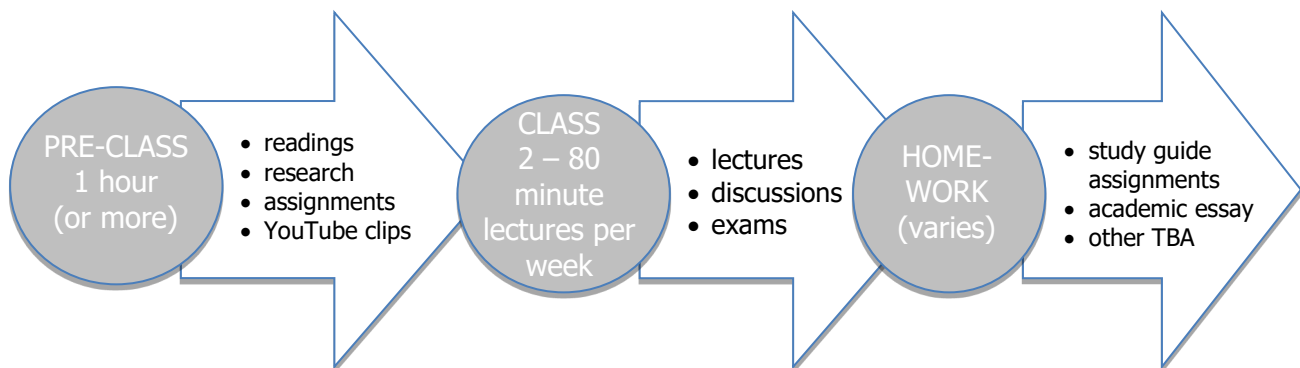 PRE-CLASS
1 hour
(or more)
• readings
• research
• assignments
• YouTube clips
CLASS
2 – 80
minute
lectures per
week
• lectures
• discussions
• exams
HOME-
WORK
(varies)
• study guide
assignments
• academic essay
• other TBA